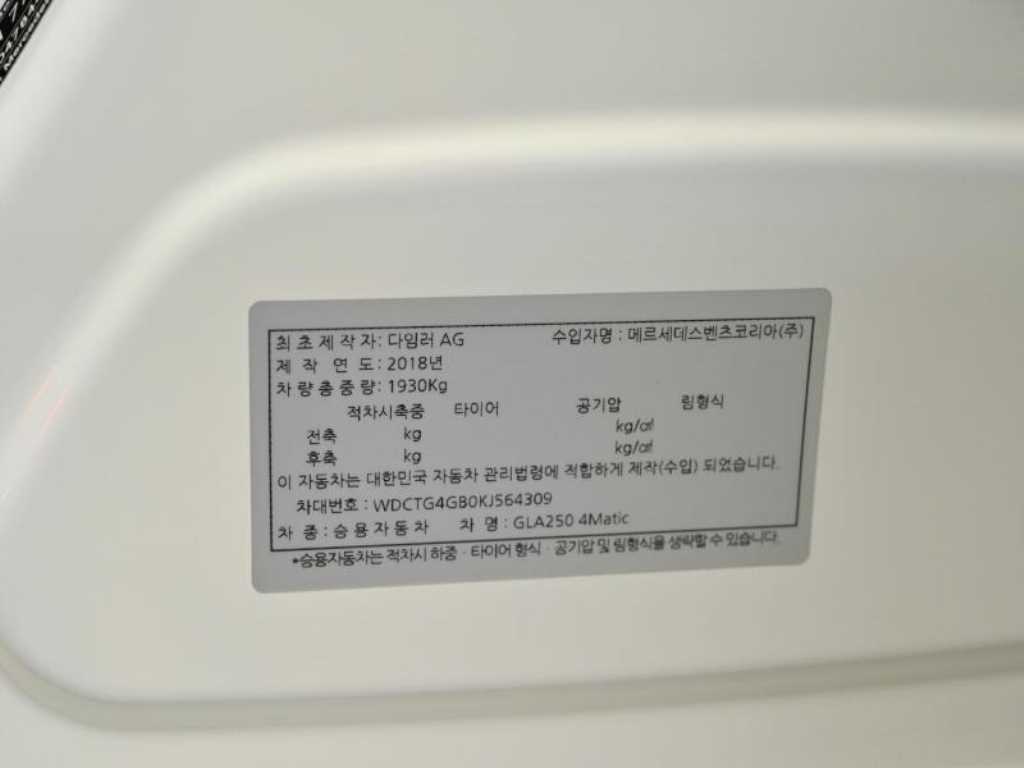 최초제작자: 다임러 AG 수입자명 : 메르세데스벤츠코리아(주)
제 작 연 도: 2018년
차량총중량: 1930Kg
적차시축중 타이어 공기압 림형식
전축 kg kg/㎠
후축 kg kg/㎠
이 자동차는 대한민국 자동차 관리법령에 적합하게 제작(수입) 되었습니다.
차대번호 : WDCTG4GB0KJ564309
차 종 : 승용자동차 차 명 : GLA250 4Matic
*승용자동차는 적차시 하중 · 타이어 형식 · 공기압 및 림형식을 생략할 수 있습니다.